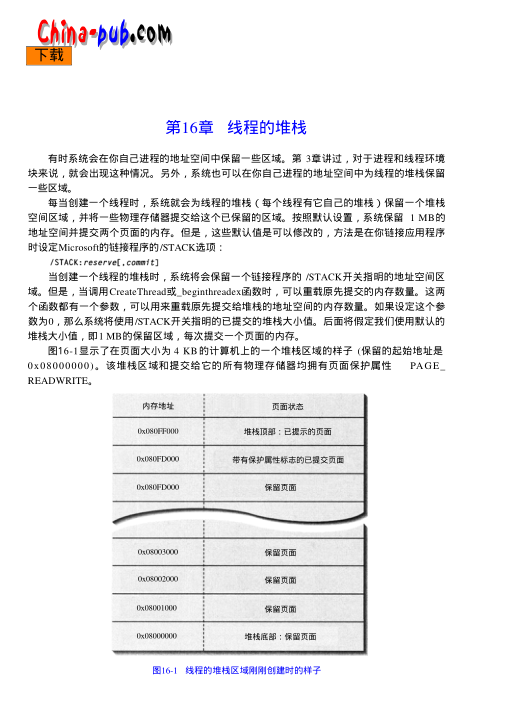 China-pub.com
下载
第16章 线程的堆栈
有时系统会在你自己进程的地址空间中保留一些区域。第 3章讲过，对于进程和线程环境
块来说，就会出现这种情况。另外，系统也可以在你自己进程的地址空间中为线程的堆栈保留
一些区域。
每当创建一个线程时，系统就会为线程的堆栈（每个线程有它自己的堆栈）保留一个堆栈
空间区域，并将一些物理存储器提交给这个已保留的区域。按照默认设置，系统保留 1 MB的
地址空间并提交两个页面的内存。但是，这些默认值是可以修改的，方法是在你链接应用程序
时设定Microsoft的链接程序的/STACK选项：
/STACK:reserve[,commit]
当创建一个线程的堆栈时，系统将会保留一个链接程序的 /STACK开关指明的地址空间区
域。但是，当调用CreateThread或_beginthreadex函数时，可以重载原先提交的内存数量。这两
个函数都有一个参数，可以用来重载原先提交给堆栈的地址空间的内存数量。如果设定这个参
数为0，那么系统将使用/STACK开关指明的已提交的堆栈大小值。后面将假定我们使用默认的
堆栈大小值，即1 MB的保留区域，每次提交一个页面的内存。
图16-1显示了在页面大小为 4 KB的计算机上的一个堆栈区域的样子 (保留的起始地址是
0x08000000)。该堆栈区域和提交给它的所有物理存储器均拥有页面保护属性 PAGE_
READWRITE。
内存地址 页面状态
0x080FF000 堆栈顶部：已提示的页面
0x080FD000 带有保护属性标志的已提交页面
0x080FD000 保留页面
0x08003000 保留页面
0x08002000 保留页面
0x08001000 保留页面
0x08000000 堆栈底部：保留页面
图16-1 线程的堆栈区域刚刚创建时的样子